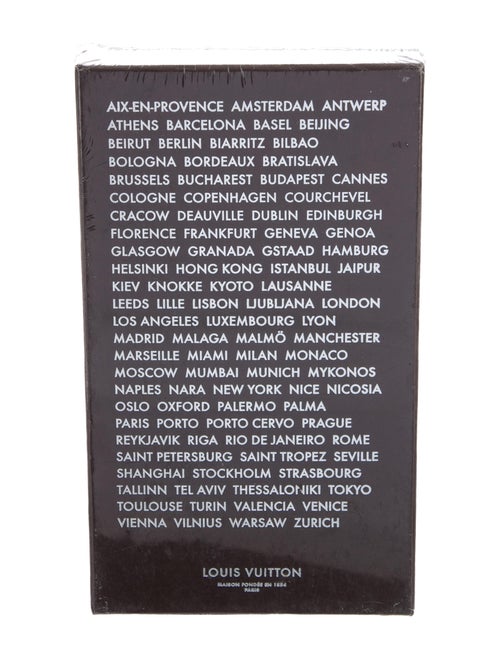 AIX-EN-PROVENCE AMSTERDAM ANTWERP
ATHENS BARCELONA BASEL BEIJING
BEIRUT BERLIN BIARRITZ BILBAO
BOLOGNA BORDEAUX BRATISLAVA
BRUSSELS BUCHAREST BUDAPEST CANNES
COLOGNE COPENHAGEN COURCHEVEL
CRACOW DEAUVILLE DUBLIN EDINBURGH
FLORENCE FRANKFURT GENEVA GENOA
GLASGOW GRANADA GSTAAD HAMBURG
HELSINKI HONG KONG ISTANBUL JAIPUR
KIEV KNOKKE KYOTO LAUSANNE
LEEDS LILLE LISBON LJUBLJANA LONDON
LOS ANGELES LUXEMBOURG LYON
MADRID MALAGA MALMÖ MANCHESTER
MARSEILLE MIAMI MILAN MONACO
MOSCOW MUMBAI MUNICH MYKONOS
NAPLES NARA NEW YORK NICE NICOSIA
OSLO OXFORD PALERMO PALMA
PARIS PORTO PORTO CERVO PRAGUE
REYKJAVIK RIGA RIO DE JANEIRO ROME
SAINT PETERSBURG SAINT TROPEZ SEVILLE
SHANGHAI STOCKHOLM STRASBOURG
TALLINN TEL AVIV THESSALONIKI TOKYO
TOULOUSE TURIN VALENCIA VENICE
VIENNA VILNIUS WARSAW ZURICH
LOUIS VUITTON
MAISON FONDÉE EN 1854
PARIS